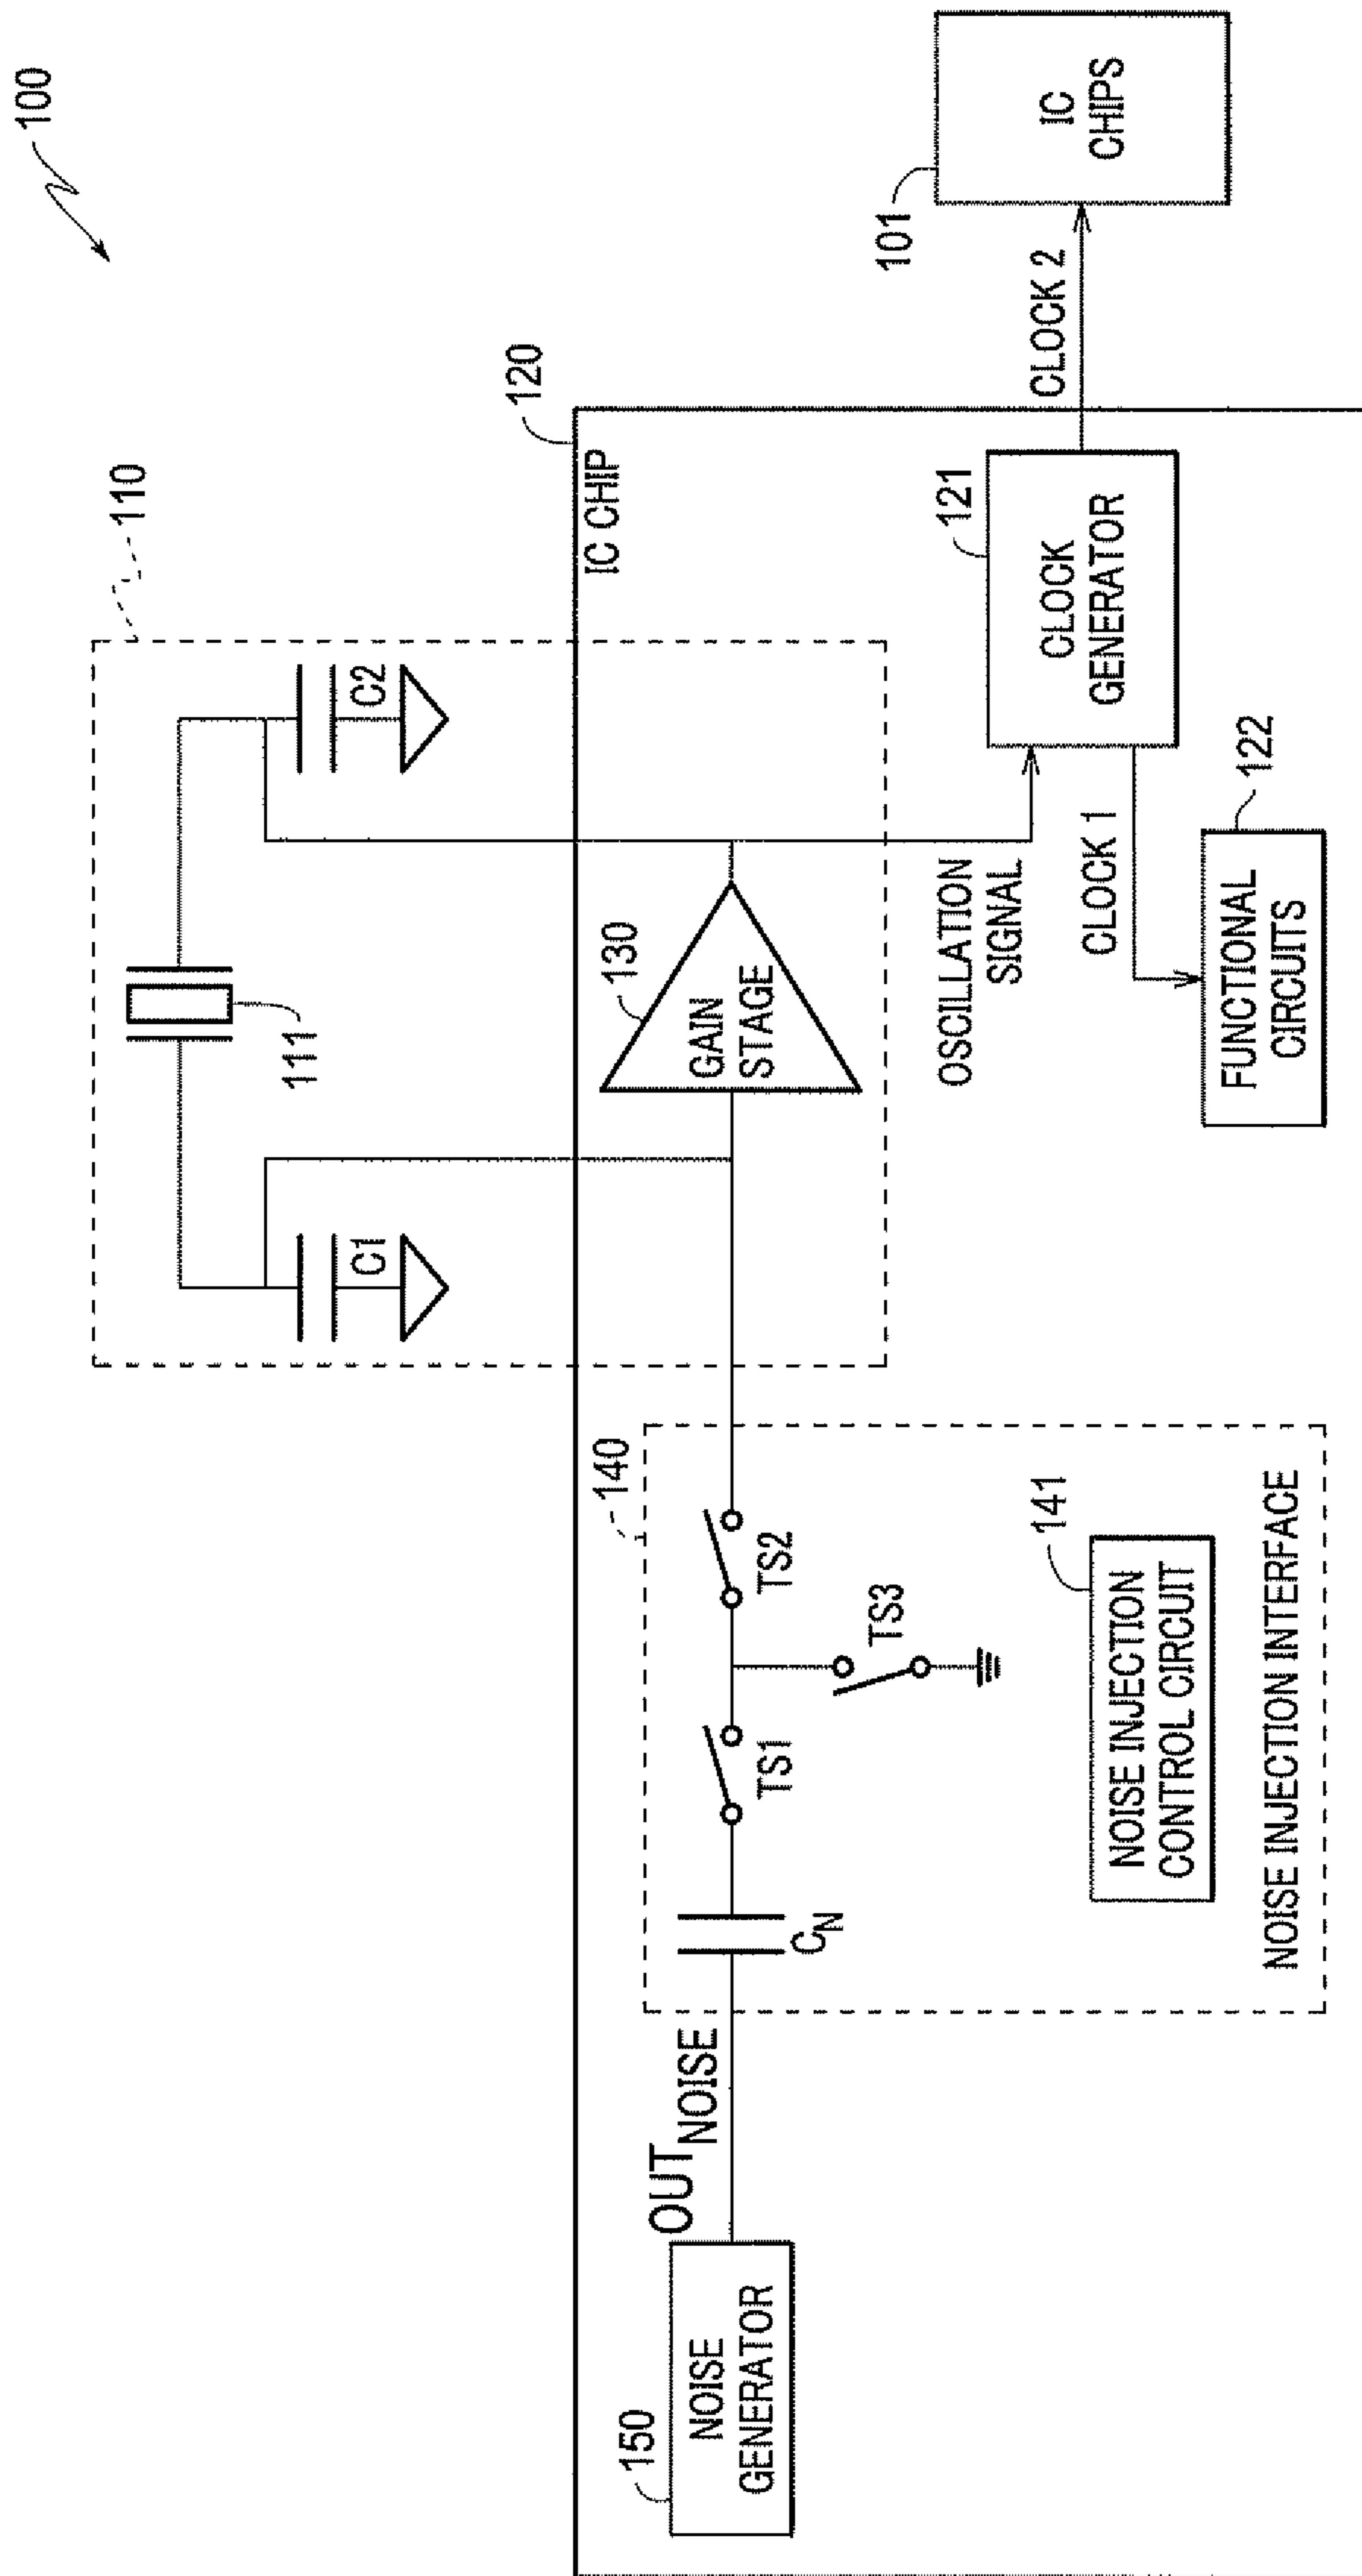 100
110
111
C1
C2
120
IC CHIP
130
GAIN
STAGE
140
TS1
TS2
TS3
C_N
OUT_NOISE
150
NOISE
GENERATOR
141
NOISE INJECTION
CONTROL CIRCUIT
NOISE INJECTION INTERFACE
OSCILLATION
SIGNAL
121
CLOCK
GENERATOR
CLOCK 1
122
FUNCTIONAL
CIRCUITS
CLOCK 2
101
IC
CHIPS